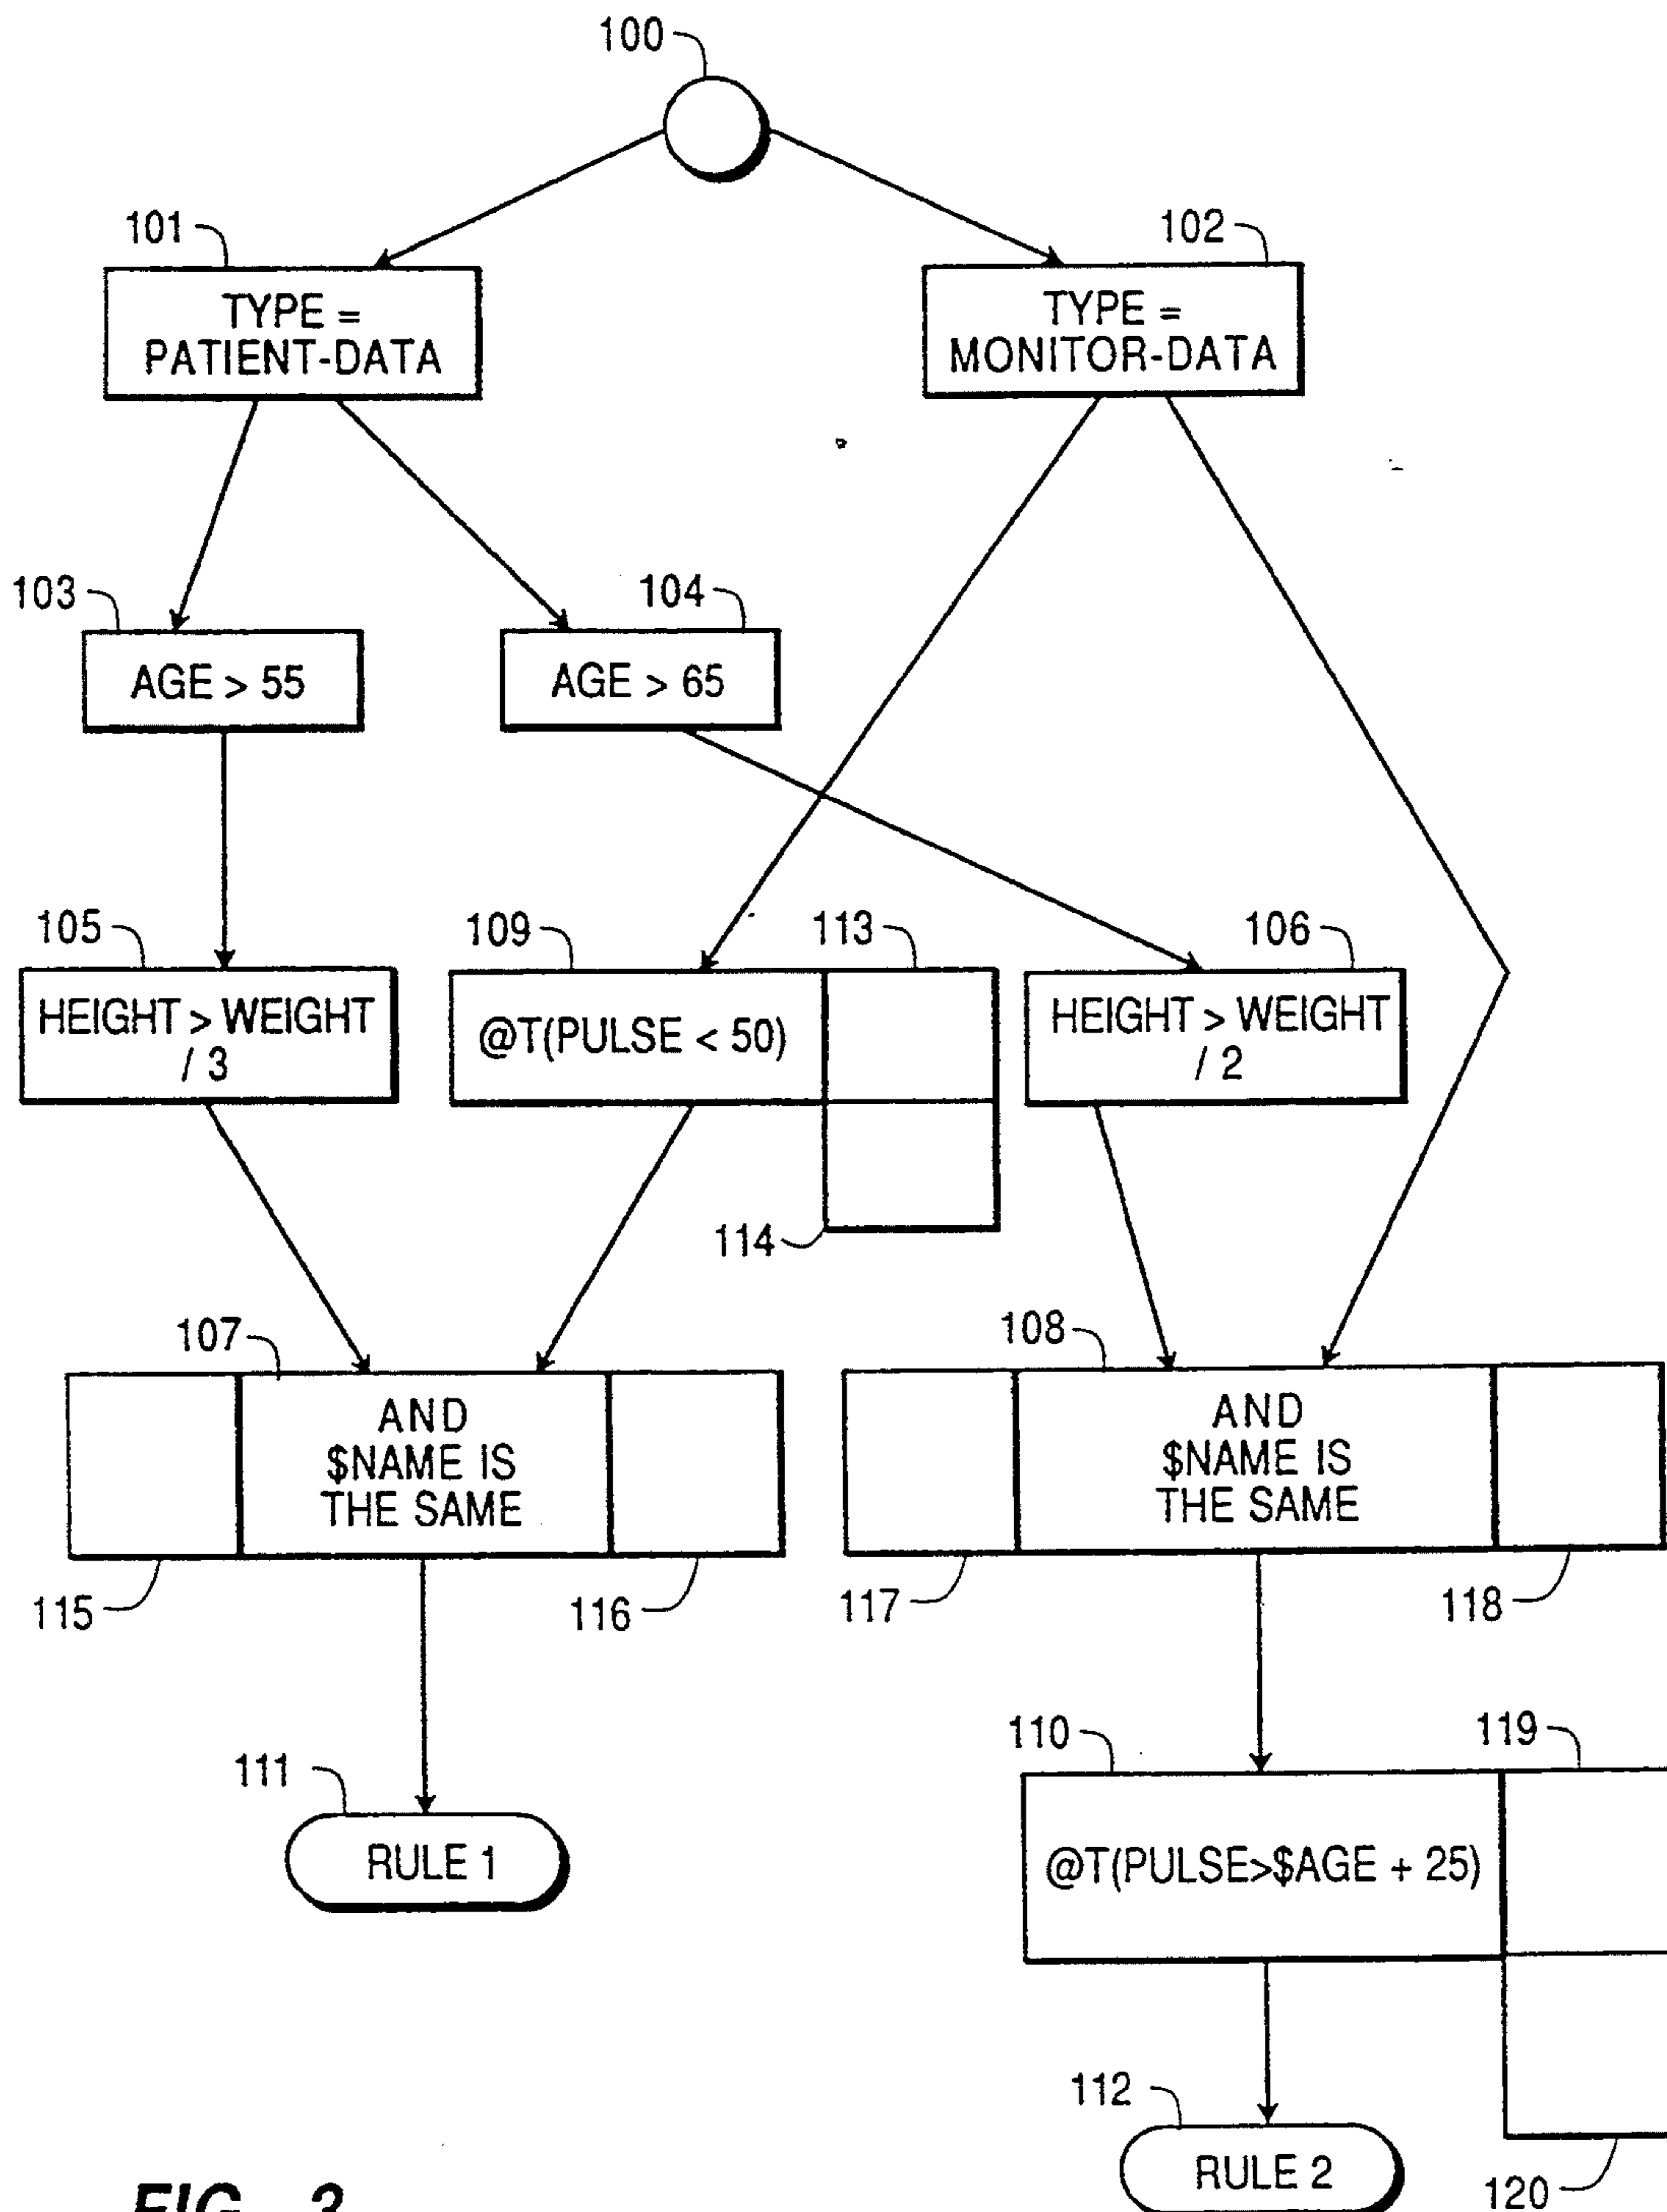 100
101
102
TYPE =
PATIENT-DATA
TYPE =
MONITOR-DATA
103
104
AGE > 55
AGE > 65
105
109
113
106
HEIGHT > WEIGHT
/ 3
@T(PULSE < 50)
HEIGHT > WEIGHT
/ 2
114
107
108
AND
$NAME IS
THE SAME
AND
$NAME IS
THE SAME
115
116
117
118
110
119
111
RULE 1
@T(PULSE>$AGE + 25)
112
RULE 2
120
FIG. 3